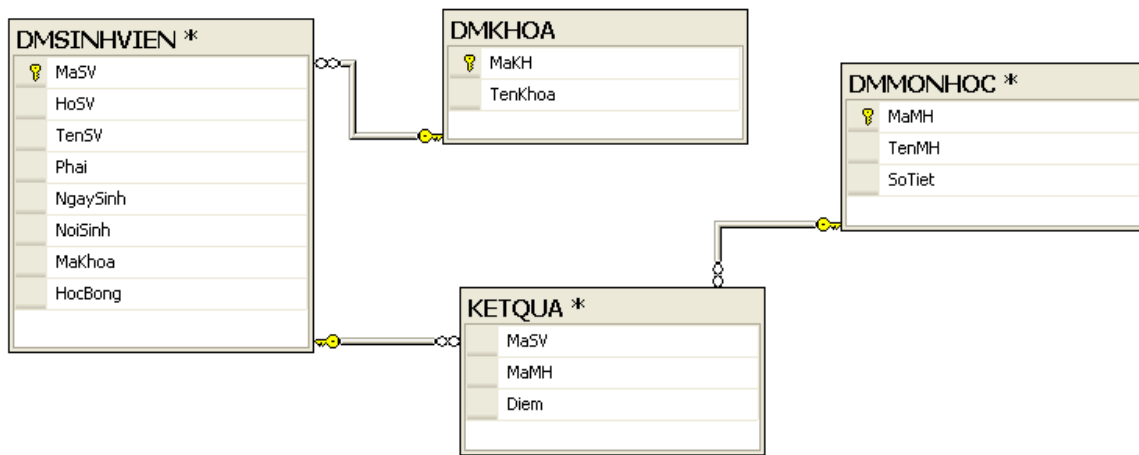 DMSINHVIEN *
MaSV
HoSV
TenSV
Phai
NgaySinh
NoiSinh
MaKhoa
HocBong
DMKHOA
MaKH
TenKhoa
DMMONHOC *
MaMH
TenMH
SoTiet
KETQUA *
MaSV
MaMH
Diem